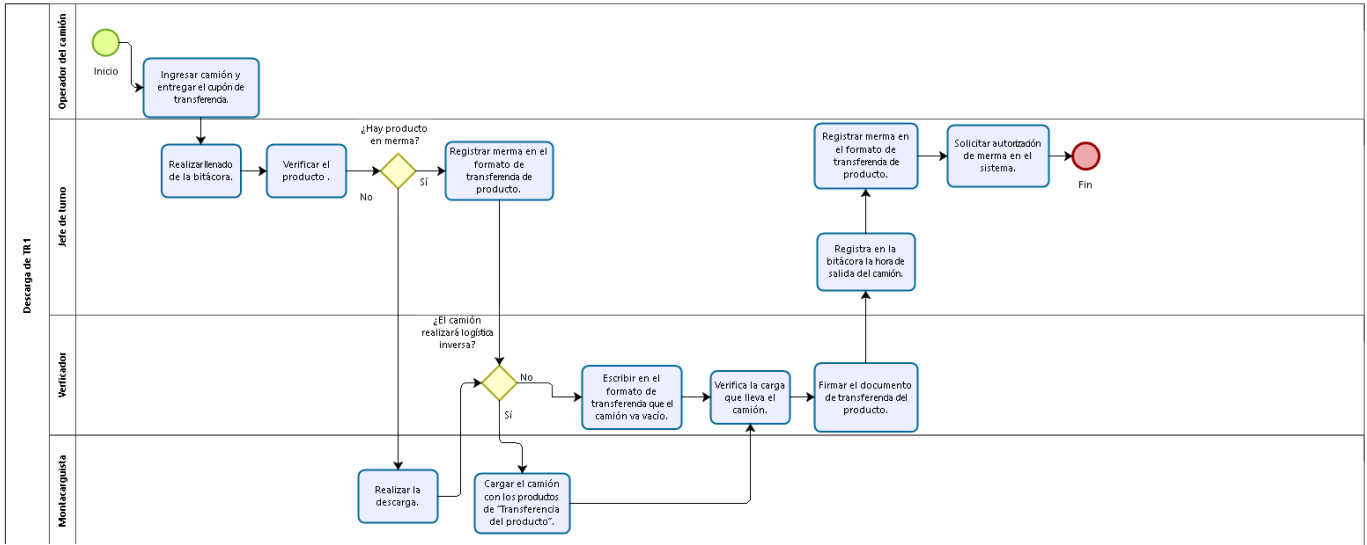 Descarga de TR1
Operador del camión
Inicio
Ingresar camión y
entregar el cupón de
transferencia.
Jefe de turno
Realizar llenado
de la bitácora.
Verificar el
producto .
¿Hay producto
en merma?
Sí
No
Registrar merma en el
formato de
transferencia de
producto.
Registrar merma en
el formato de
transferencia de
producto.
Solicitar autorización
de merma en el
sistema.
Fin
Registra en la
bitácora la hora de
salida del camión.
Verficador
¿El camión
realizará logística
inversa?
No
Sí
Escribir en el
formato de
transferencia que el
camión va vacío.
Verifica la carga
que lleva el
camión.
Firmar el documento
de transferencia del
producto.
Montacarguista
Realizar la
descarga.
Cargar el camión
con los productos
de “Transferencia
del producto”.